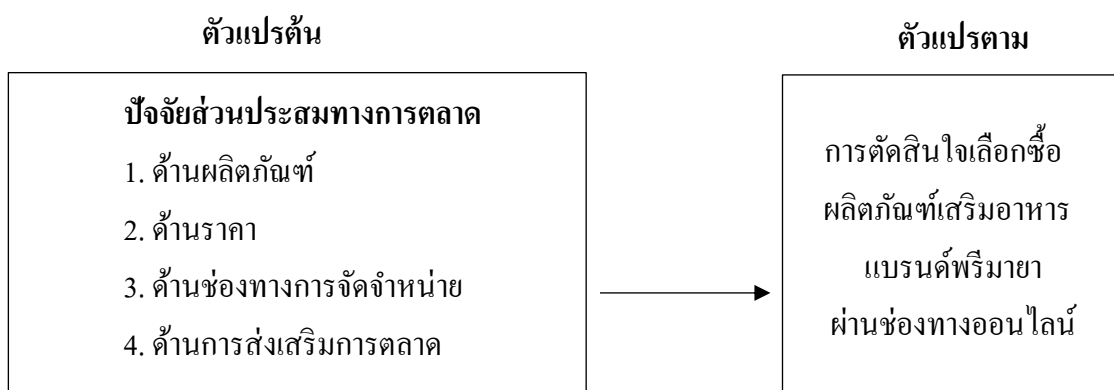 ตัวแปรต้น
ปัจจัยส่วนประสมทางการตลาด
1. ด้านผลิตภัณฑ์
2. ด้านราคา
3. ด้านช่องทางการจัดจำหน่าย
4. ด้านการส่งเสริมการตลาด
ตัวแปรตาม
การตัดสินใจเลือกซื้อ
ผลิตภัณฑ์เสริมอาหาร
แบรนด์พรีมายา
ผ่านช่องทางออนไลน์